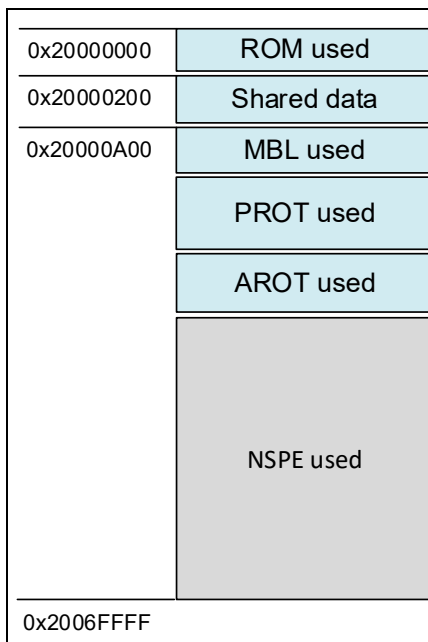 0x20000000 ROM used
0x20000200 Shared data
0x20000A00 MBL used
PROT used
AROT used
NSPE used
0x2006FFFF